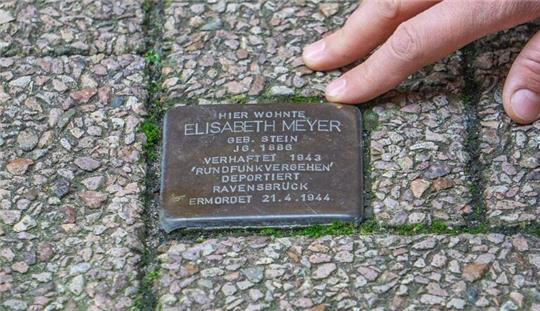 HIER WOHNTE
ELISABETH MEYER
GEB. STEIN
JG. 1886
VERHAFTET 1943
'RUNDFUNKVERGEHEN'
DEPORTIERT
RAVENSBRÜCK
ERMORDET 21.4.1944